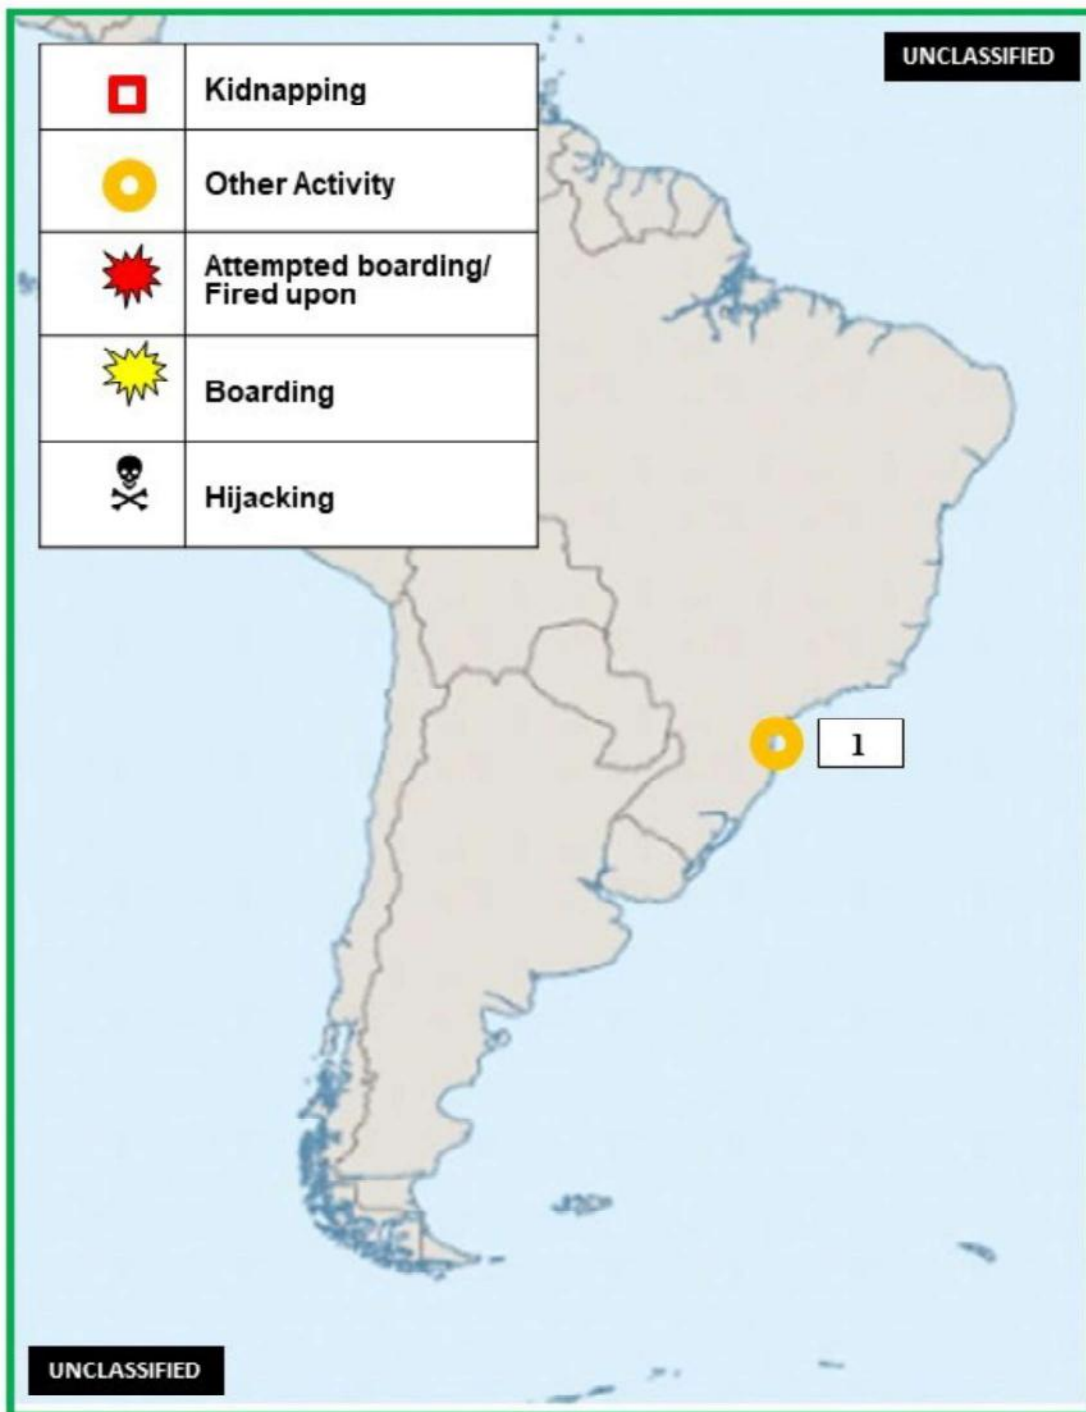 UNCLASSIFIED
Kidnapping
Other Activity
Attempted boarding/
Fired upon
Boarding
Hijacking
1
UNCLASSIFIED